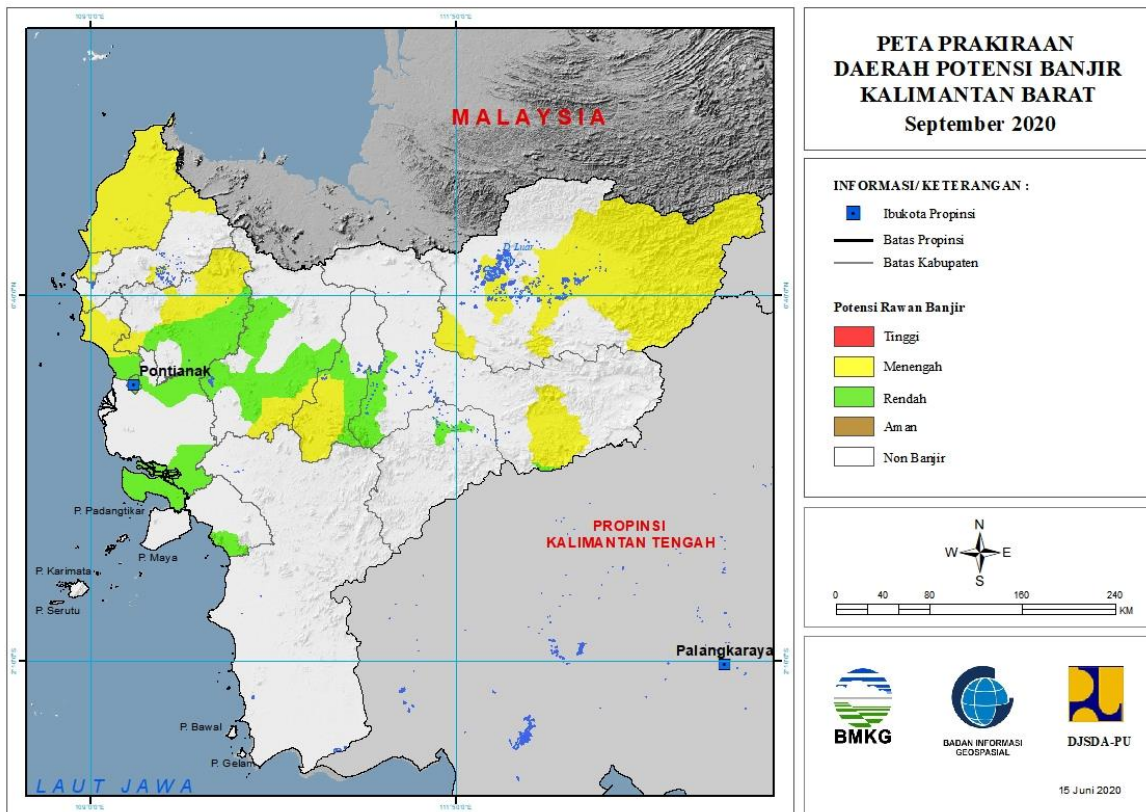 PETA PRAKIRAAN
DAERAH POTENSI BANJIR
KALIMANTAN BARAT
September 2020
INFORMASI/ KETERANGAN :
Ibukota Propinsi
Batas Propinsi
Batas Kabupaten
Potensi Rawan Banjir
Tinggi
Menengah
Rendah
Aman
Non Banjir
N
W E
S
0 40 80 160 240
KM
BMKG
BADAN INFORMASI
GEOSPASIAL
DJSDA-PU
15 Juni 2020
MALAYSIA
D. Luar
Pontianak
P. Padangtikar
P. Maya
P. Karimata
P. Serutu
PROPINSI
KALIMANTAN TENGAH
Palangkaraya
P. Bawal
P. Gelam
LAUT JAWA